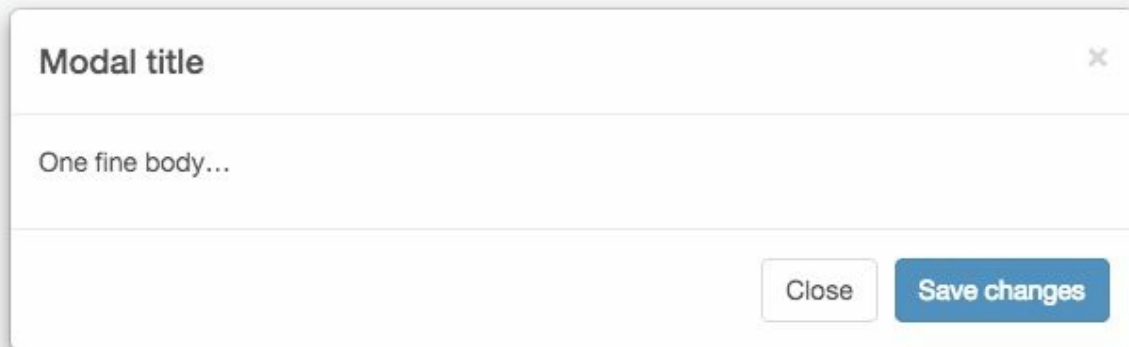 Modal title ×
One fine body…
Close Save changes